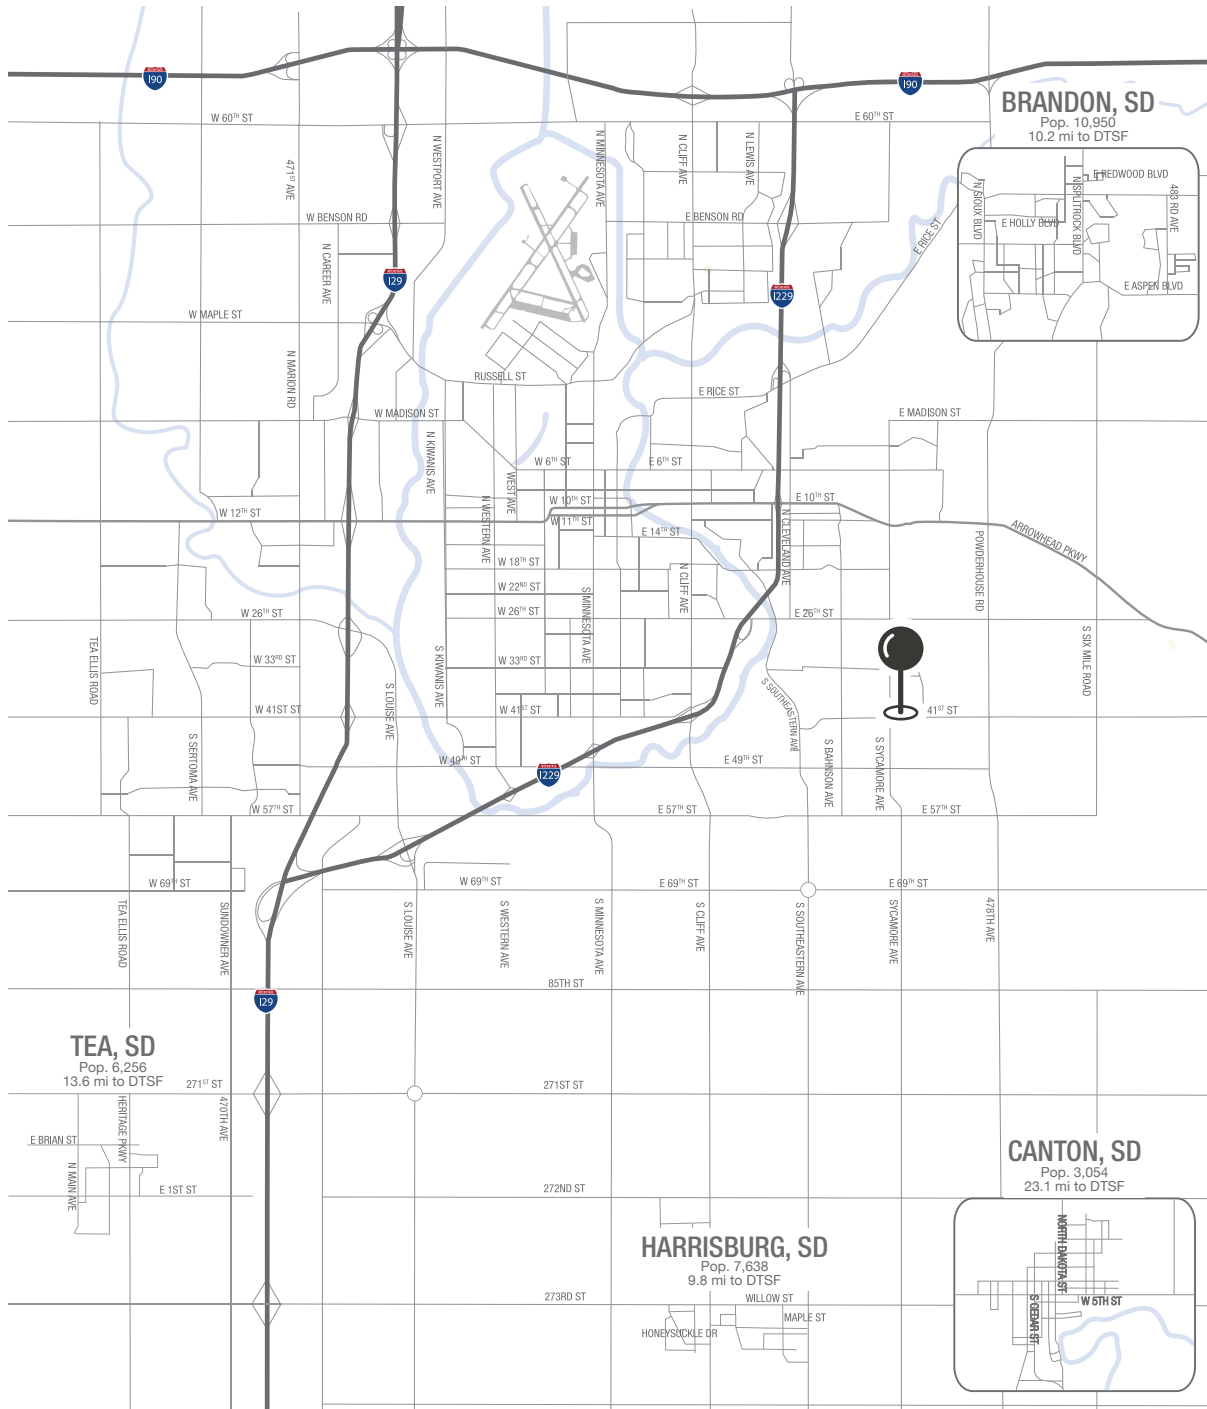 I90
I90
BRANDON, SD
Pop. 10,950
10.2 mi to DTSF
W 60TH ST
E 60TH ST
N WESTPORT AVE
N MINNESOTA AVE
N CLIFF AVE
N LEWIS AVE
471ST AVE
E REDWOOD BLVD
N SIOUX BLVD
N SPLITROCK BLVD
483 RD AVE
E HOLLY BLVD
E ASPEN BLVD
W BENSON RD
E BENSON RD
E RICE ST
N CAREER AVE
I29
I229
W MAPLE ST
N MARION RD
RUSSELL ST
E RICE ST
W MADISON ST
E MADISON ST
N KIWANIS AVE
W 6TH ST
E 6TH ST
WEST AVE
N WESTERN AVE
W 10TH ST
E 10TH ST
W 12TH ST
W 11TH ST
E 14TH ST
N CLEVELAND AVE
ARROWHEAD PKWY
POWDERHOUSE RD
W 18TH ST
N CLIFF AVE
W 22ND ST
S MINNESOTA AVE
W 26TH ST
W 26TH ST
E 26TH ST
TEA ELLIS ROAD
S SIX MILE ROAD
W 33RD ST
S KIWANIS AVE
W 33RD ST
S LOUISE AVE
S SOUTHEASTERN AVE
W 41ST ST
W 41ST ST
41ST ST
S SERTOMA AVE
S BAHNSON AVE
S SYCAMORE AVE
W 49TH ST
E 49TH ST
I229
W 57TH ST
E 57TH ST
E 57TH ST
W 69TH ST
W 69TH ST
E 69TH ST
E 69TH ST
TEA ELLIS ROAD
SUNDOWNER AVE
S LOUISE AVE
S WESTERN AVE
S MINNESOTA AVE
S CLIFF AVE
S SOUTHEASTERN AVE
SYCAMORE AVE
478TH AVE
85TH ST
I29
TEA, SD
Pop. 6,256
13.6 mi to DTSF
271ST ST
271ST ST
HERITAGE PKWY
470TH AVE
E BRIAN ST
N MAIN AVE
E 1ST ST
272ND ST
CANTON, SD
Pop. 3,054
23.1 mi to DTSF
NORTH DAKOTA ST
S CEDAR ST
W 5TH ST
HARRISBURG, SD
Pop. 7,638
9.8 mi to DTSF
273RD ST
WILLOW ST
MAPLE ST
HONEYSUCKLE DR